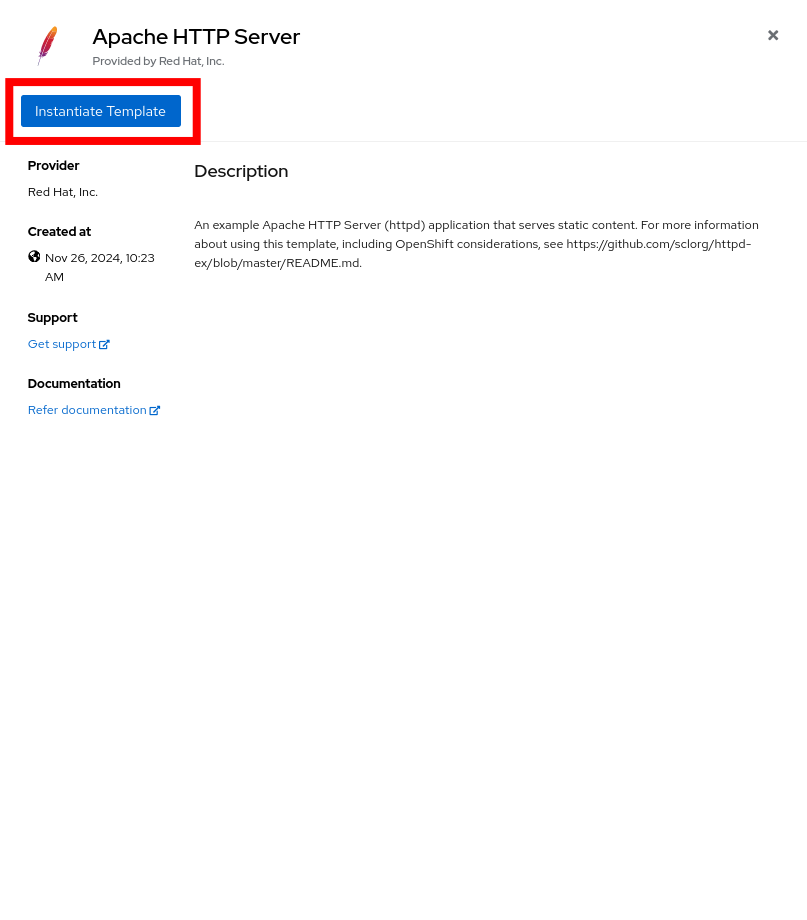 Apache HTTP Server
Provided by Red Hat, Inc.
Instantiate Template
Provider
Red Hat, Inc.
Created at
Nov 26, 2024, 10:23
AM
Support
Get support
Documentation
Refer documentation
Description
An example Apache HTTP Server (httpd) application that serves static content. For more information
about using this template, including OpenShift considerations, see https://github.com/sclorg/httpd-
ex/blob/master/README.md.